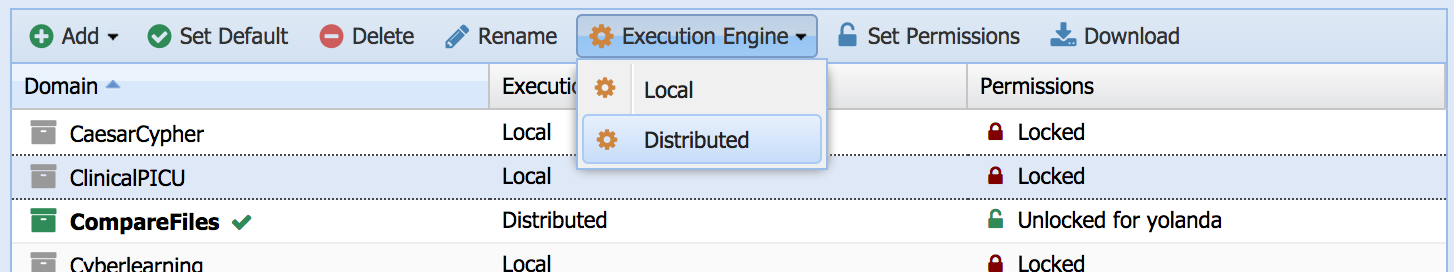 Add Set Default Delete Rename Execution Engine Set Permissions Download
Domain Executio Permissions
Local
Distributed
CaesarCypher Local Locked
ClinicalPICU Local Locked
CompareFiles Distributed Unlocked for yolanda
Cyberlearning Local Locked